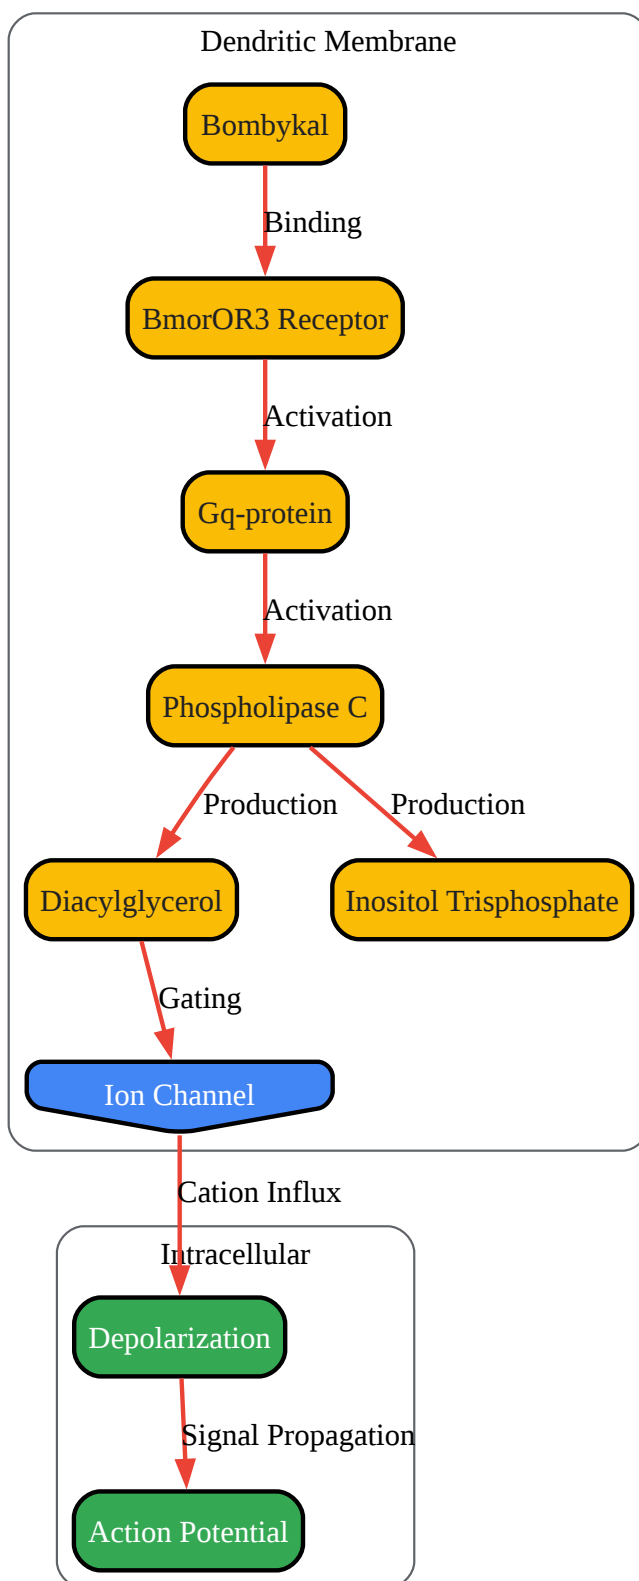 Dendritic Membrane
Bombykal
Binding
BmorOR3 Receptor
Activation
Gq-protein
Activation
Phospholipase C
Production
Production
Diacylglycerol
Inositol Trisphosphate
Gating
Ion Channel
Cation Influx
Intracellular
Depolarization
Signal Propagation
Action Potential